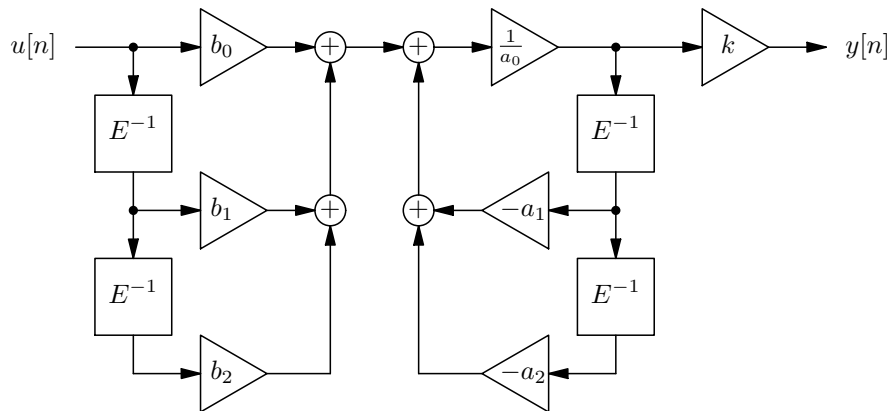 u[n] b₀ + + 1/a₀ k y[n]
E⁻¹ E⁻¹
b₁ + + −a₁
E⁻¹ E⁻¹
b₂ −a₂